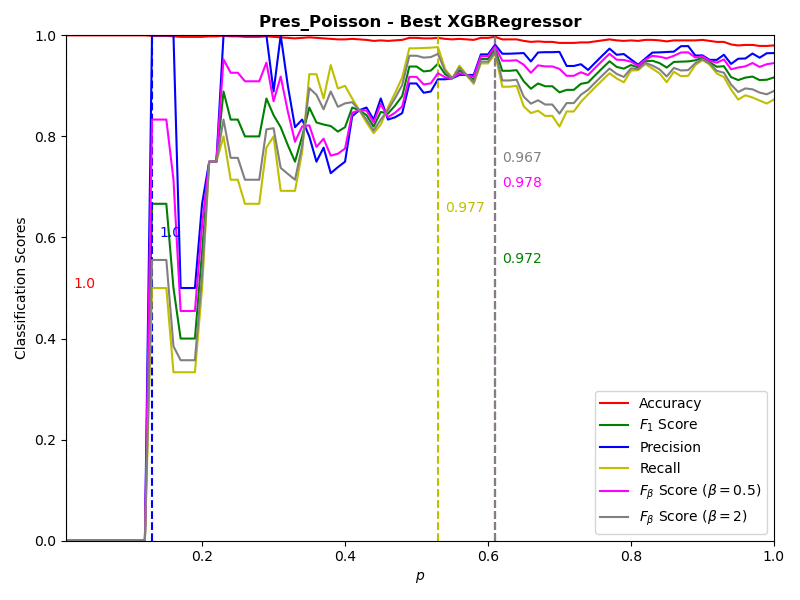 Pres_Poisson - Best XGBRegressor
1.0
0.8
0.6
0.4
0.2
0.0
Classification Scores
0.967
0.978
0.977
1.0
0.972
1.0
Accuracy
F₁ Score
Precision
Recall
Fᵦ Score (β = 0.5)
Fᵦ Score (β = 2)
0.2
0.4
0.6
0.8
1.0
p